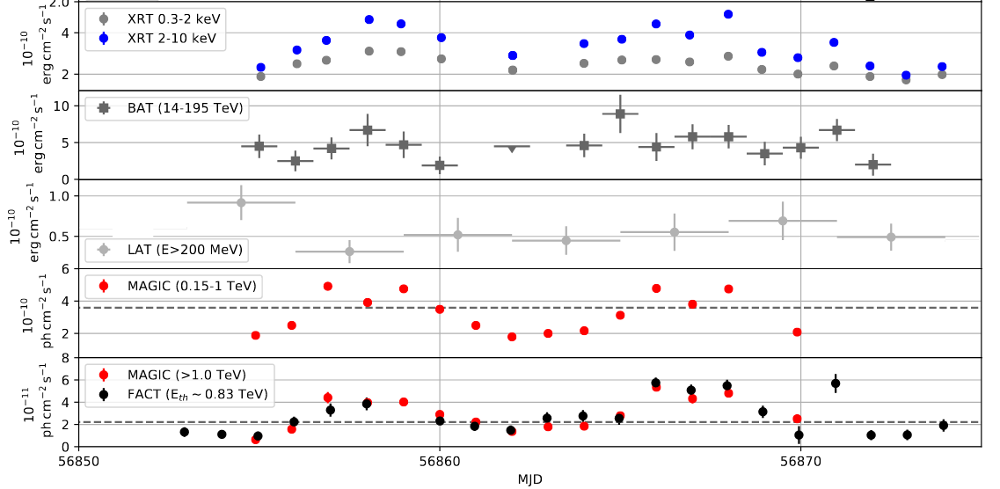 2.0
XRT 0.3-2 keV
XRT 2-10 keV
4
2
10⁻¹⁰
erg cm⁻² s⁻¹
BAT (14-195 TeV)
10
5
0
10⁻¹⁰
erg cm⁻² s⁻¹
1.0
0.5
LAT (E>200 MeV)
10⁻¹⁰
erg cm⁻² s⁻¹
6
MAGIC (0.15-1 TeV)
4
2
10⁻¹⁰
ph cm⁻² s⁻¹
8
MAGIC (>1.0 TeV)
FACT (E_th ~ 0.83 TeV)
6
4
2
0
10⁻¹¹
ph cm⁻² s⁻¹
56850 56860 56870
MJD